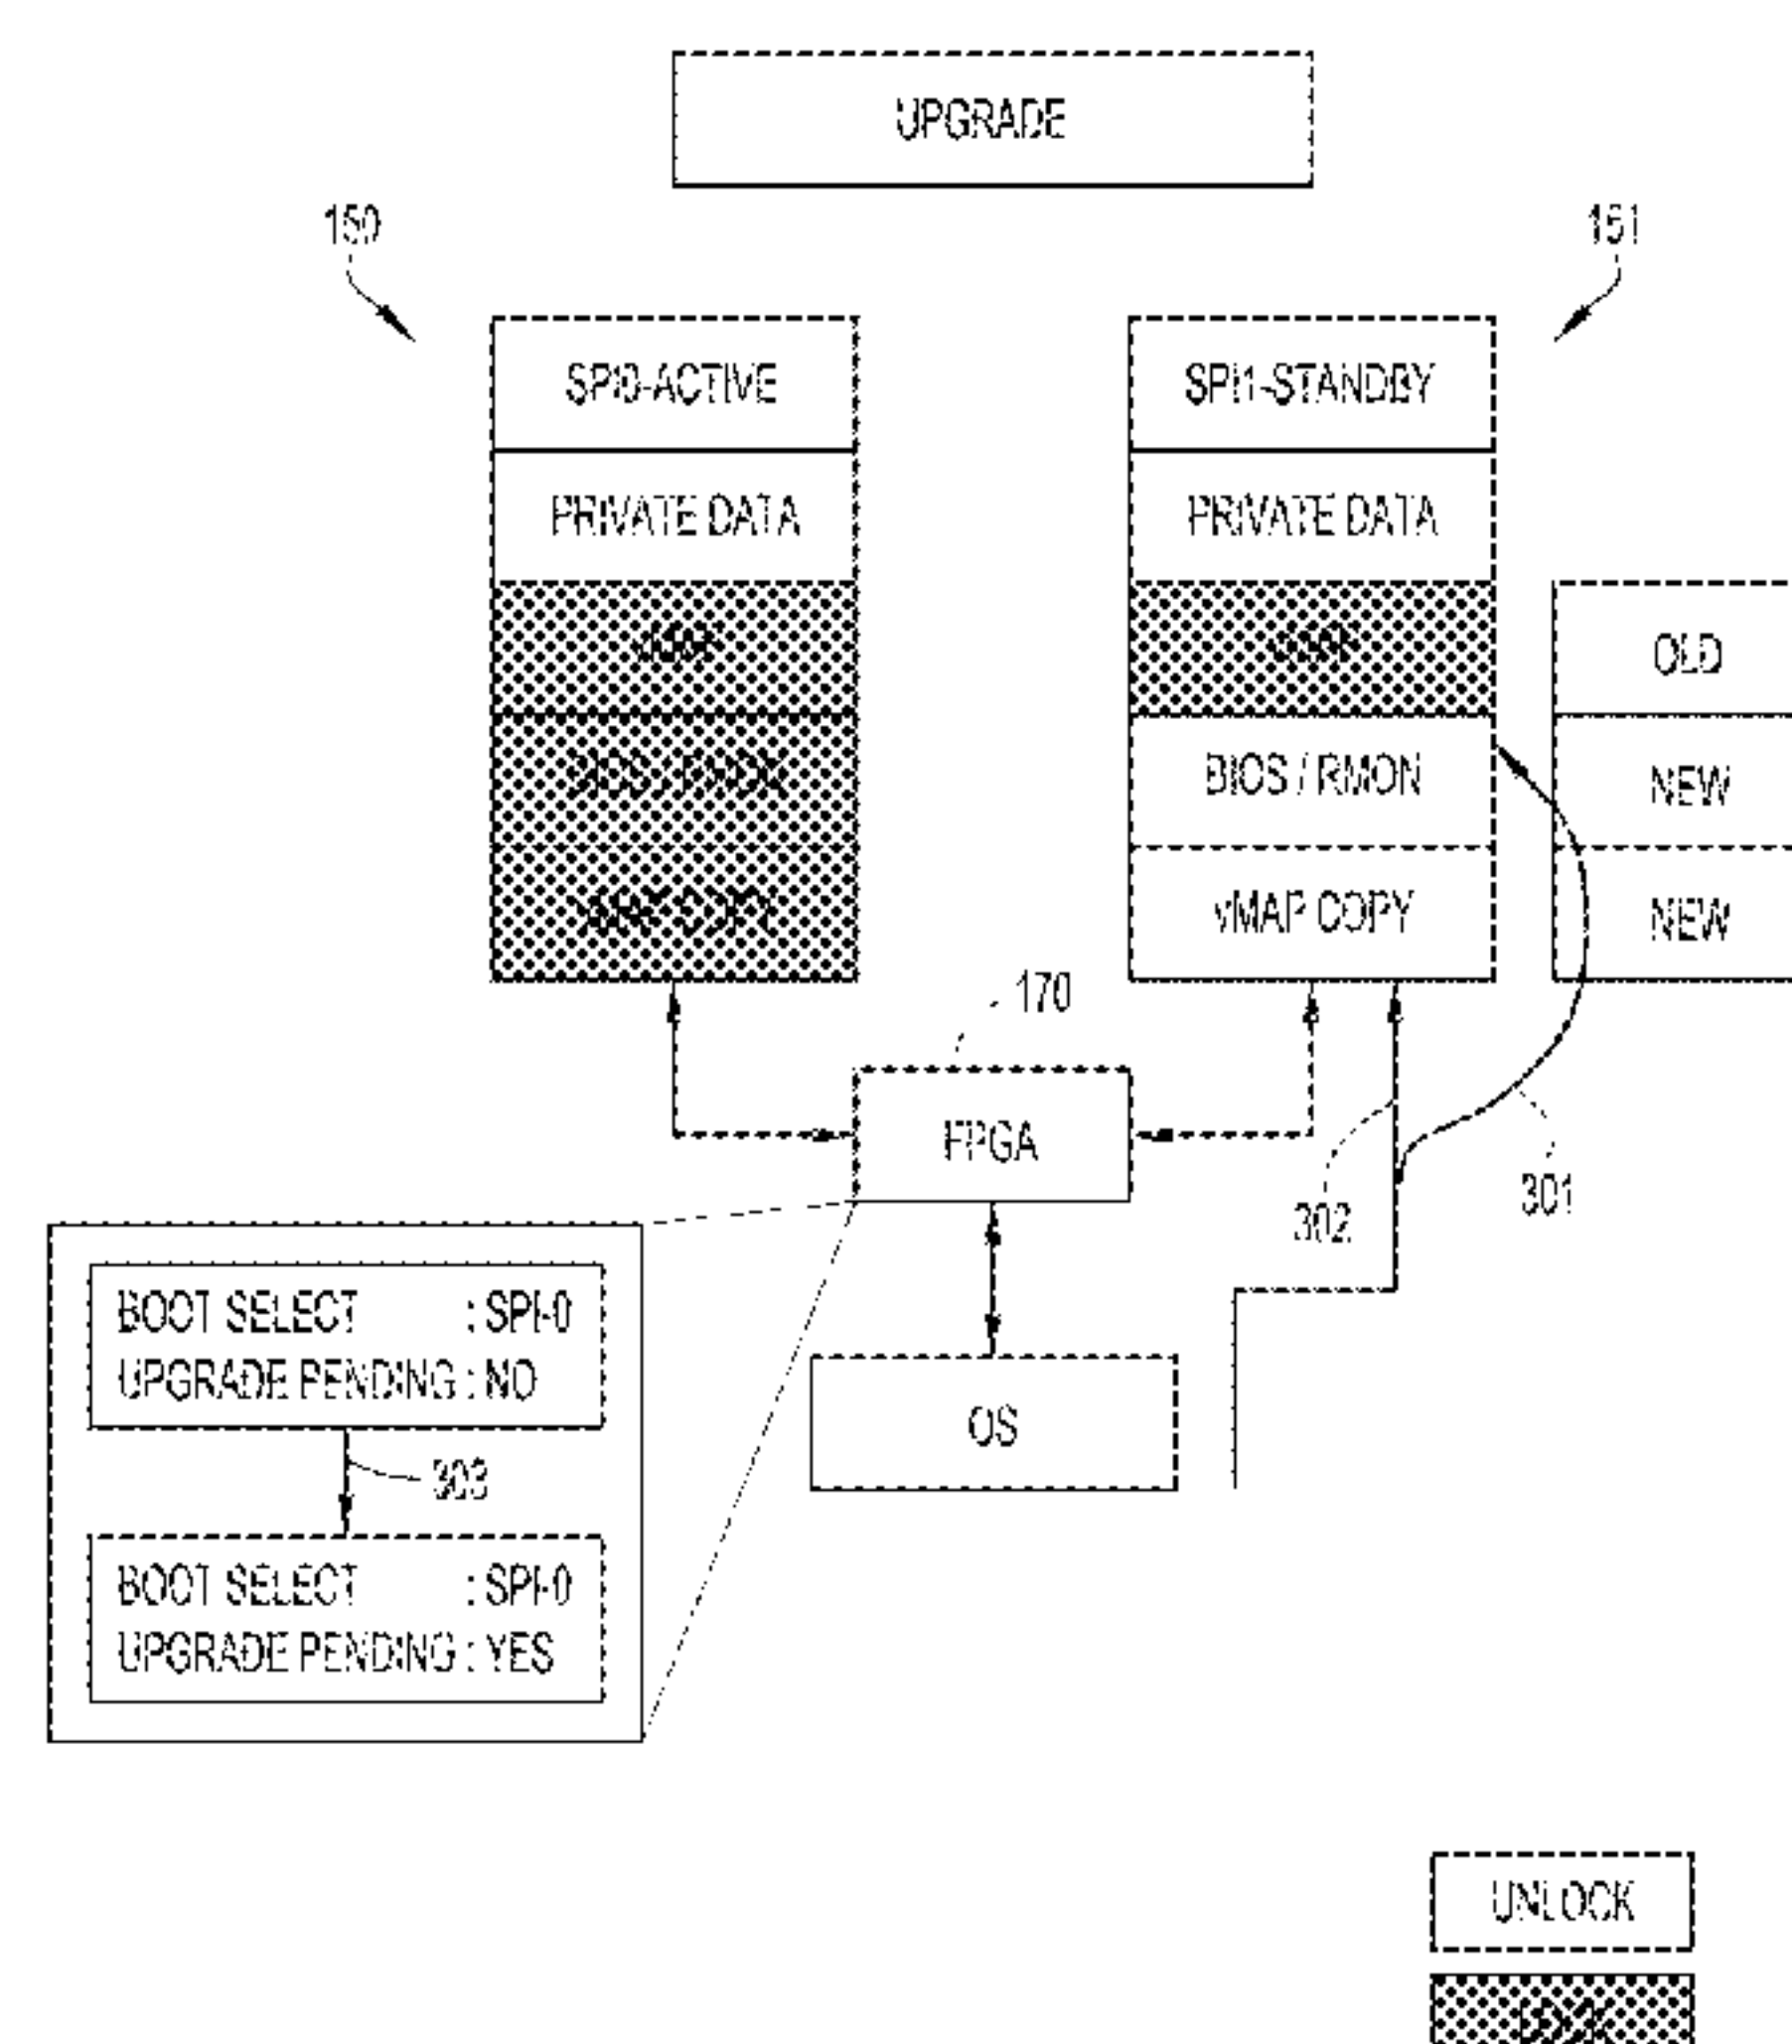 UPGRADE
150
151
SPI0-ACTIVE
SPI1-STANDBY
PRIVATE DATA
PRIVATE DATA
OLD
BIOS / RMON
NEW
vMAP COPY
NEW
170
FPGA
302
301
BOOT SELECT : SPI-0
UPGRADE PENDING : NO
OS
303
BOOT SELECT : SPI-0
UPGRADE PENDING : YES
UNLOCK